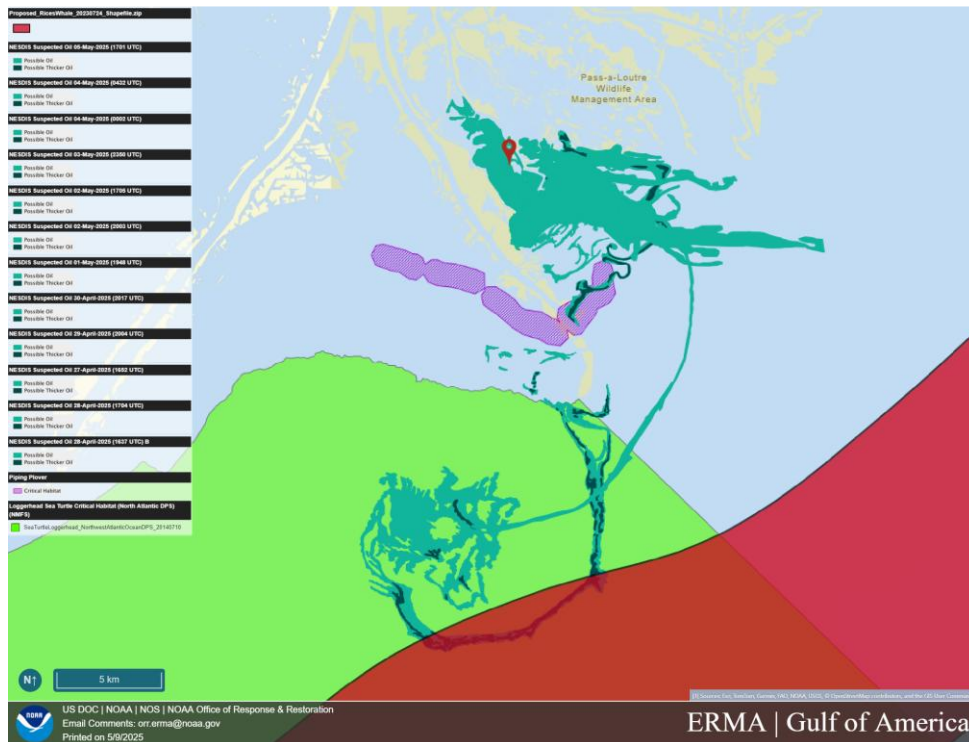 Proposed_RicesWhale_20230724_Shapefile.zip
NESDIS Suspected Oil 05-May-2025 (1701 UTC)
Possible Oil
Possible Thicker Oil
NESDIS Suspected Oil 04-May-2025 (0432 UTC)
Possible Oil
Possible Thicker Oil
NESDIS Suspected Oil 04-May-2025 (0002 UTC)
Possible Oil
Possible Thicker Oil
NESDIS Suspected Oil 03-May-2025 (2350 UTC)
Possible Oil
Possible Thicker Oil
NESDIS Suspected Oil 02-May-2025 (1705 UTC)
Possible Oil
Possible Thicker Oil
NESDIS Suspected Oil 02-May-2025 (2003 UTC)
Possible Oil
Possible Thicker Oil
NESDIS Suspected Oil 01-May-2025 (1948 UTC)
Possible Oil
Possible Thicker Oil
NESDIS Suspected Oil 30-April-2025 (2017 UTC)
Possible Oil
Possible Thicker Oil
NESDIS Suspected Oil 29-April-2025 (2004 UTC)
Possible Oil
Possible Thicker Oil
NESDIS Suspected Oil 27-April-2025 (1652 UTC)
Possible Oil
Possible Thicker Oil
NESDIS Suspected Oil 28-April-2025 (1704 UTC)
Possible Oil
Possible Thicker Oil
NESDIS Suspected Oil 28-April-2025 (1637 UTC) B
Possible Oil
Possible Thicker Oil
Piping Plover
Critical Habitat
Loggerhead Sea Turtle Critical Habitat (North Atlantic DPS)
(NMFS)
SeaTurtleLoggerhead_NorthwestAtlanticOceanDPS_20140710
Pass-a-Loutre
Wildlife
Management Area
N↑
5 km
NOAA
US DOC | NOAA | NOS | NOAA Office of Response & Restoration
Email Comments: orr.erma@noaa.gov
Printed on 5/9/2025
ERMA | Gulf of America